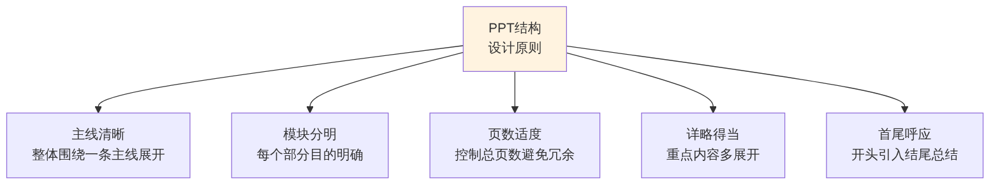 PPT结构
设计原则
主线清晰
整体围绕一条主线展开
模块分明
每个部分目的明确
页数适度
控制总页数避免冗余
详略得当
重点内容多展开
首尾呼应
开头引入结尾总结